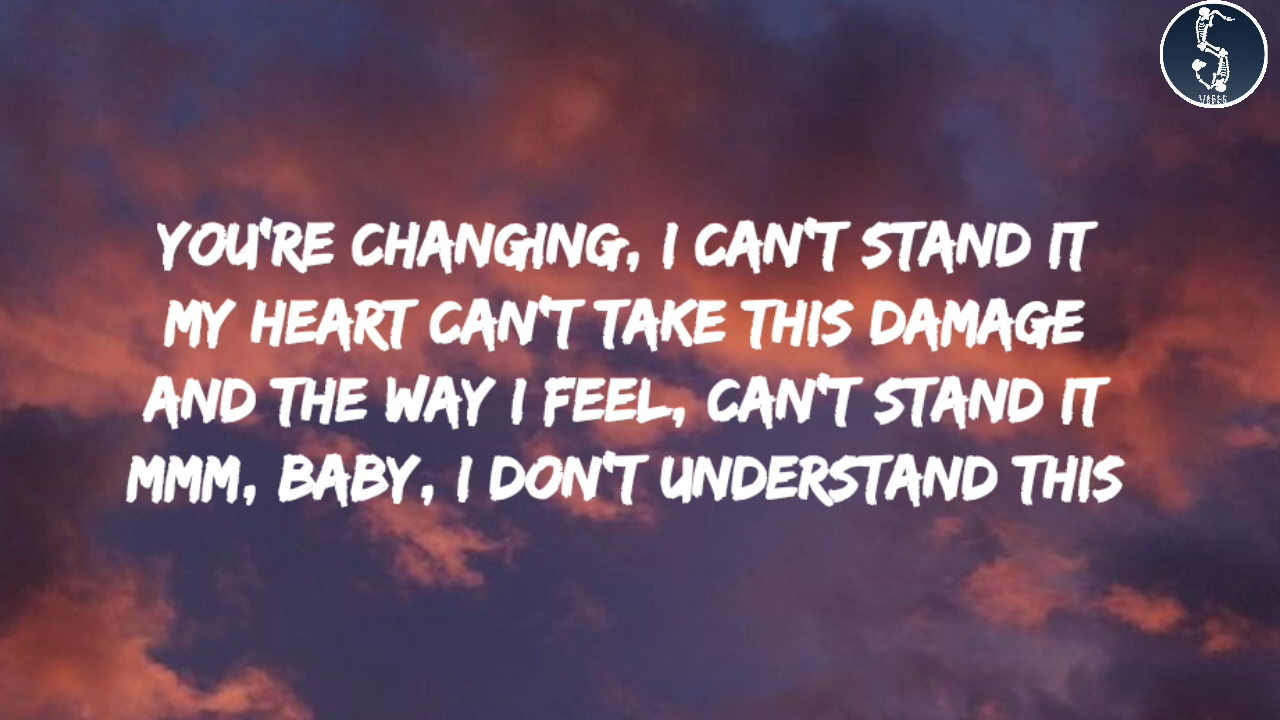 YOU'RE CHANGING, I CAN'T STAND IT
MY HEART CAN'T TAKE THIS DAMAGE
AND THE WAY I FEEL, CAN'T STAND IT
MMM, BABY, I DON'T UNDERSTAND THIS